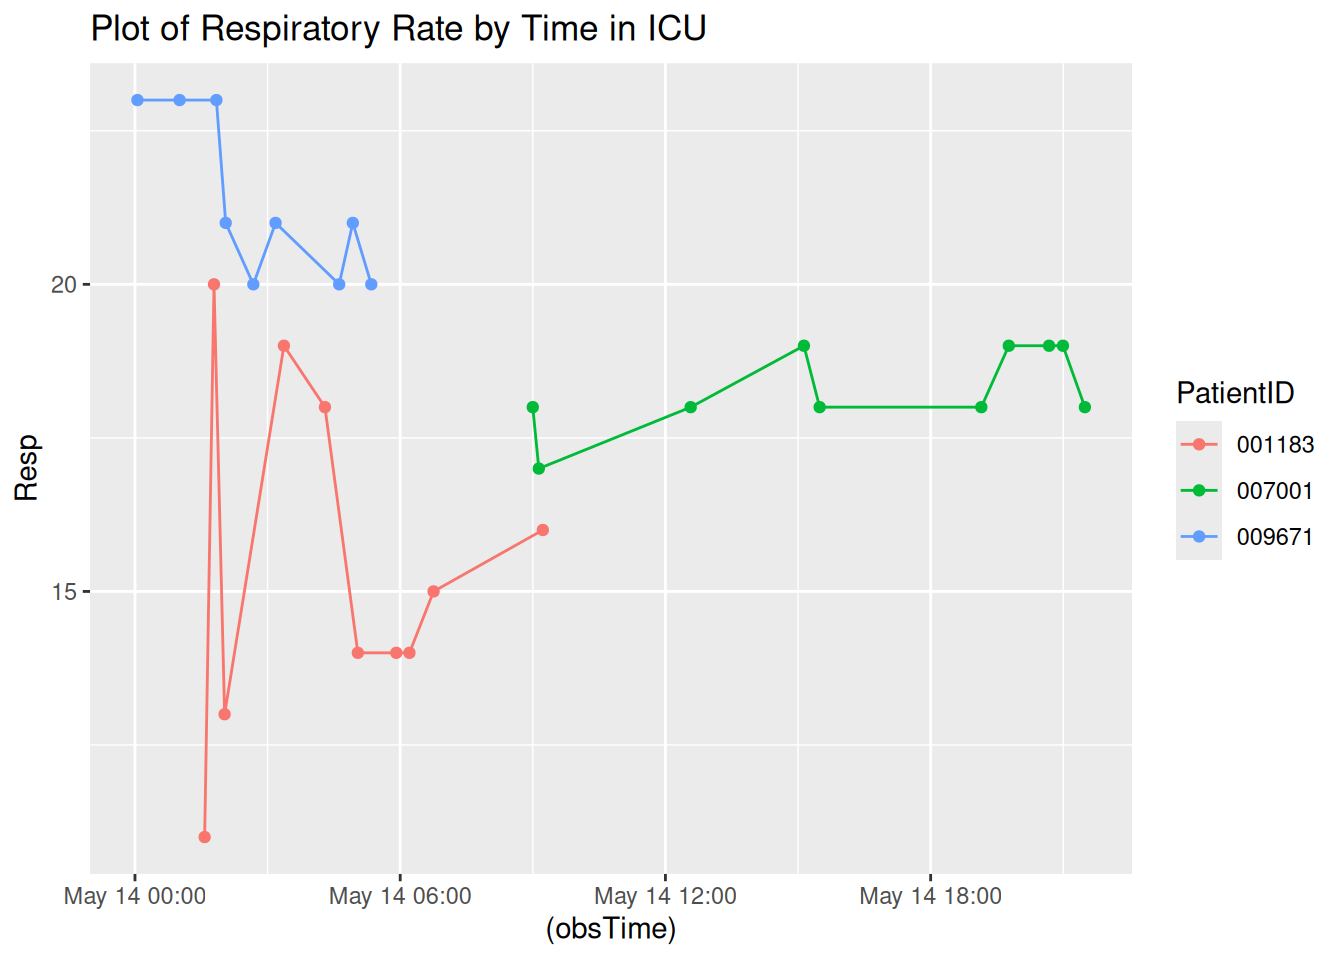 Plot of Respiratory Rate by Time in ICU
Resp
20
15
May 14 00:00
May 14 06:00
May 14 12:00
May 14 18:00
(obsTime)
PatientID
001183
007001
009671